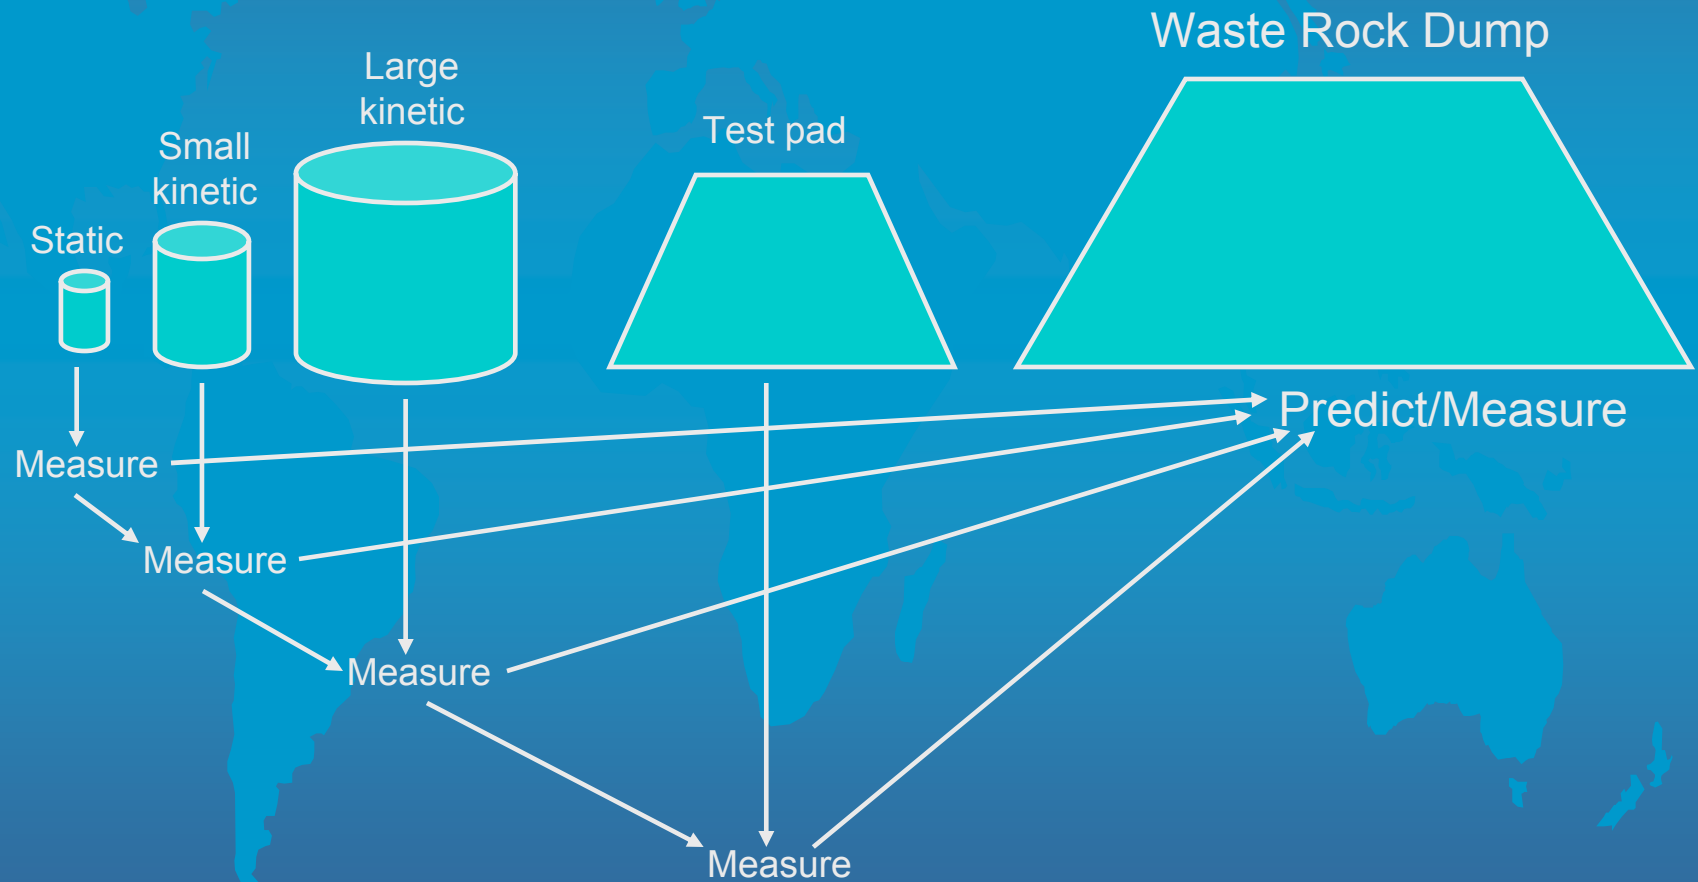 Waste Rock Dump
Large
kinetic
Test pad
Small
kinetic
Static
Predict/Measure
Measure
Measure
Measure
Measure